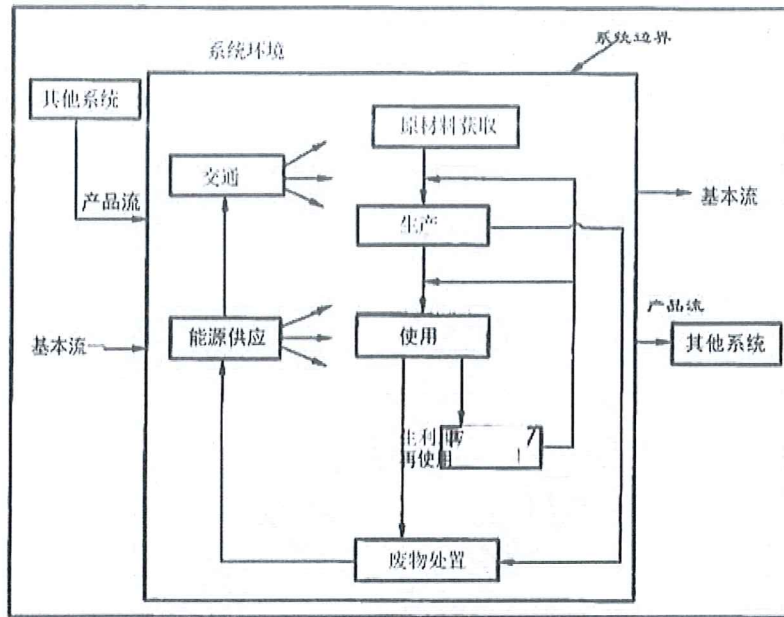 系统环境
系统边界
其他系统
原材料获取
交通
产品流
基本流
生产
产品流
基本流
能源供应
使用
其他系统
生利
再使用
废物处置